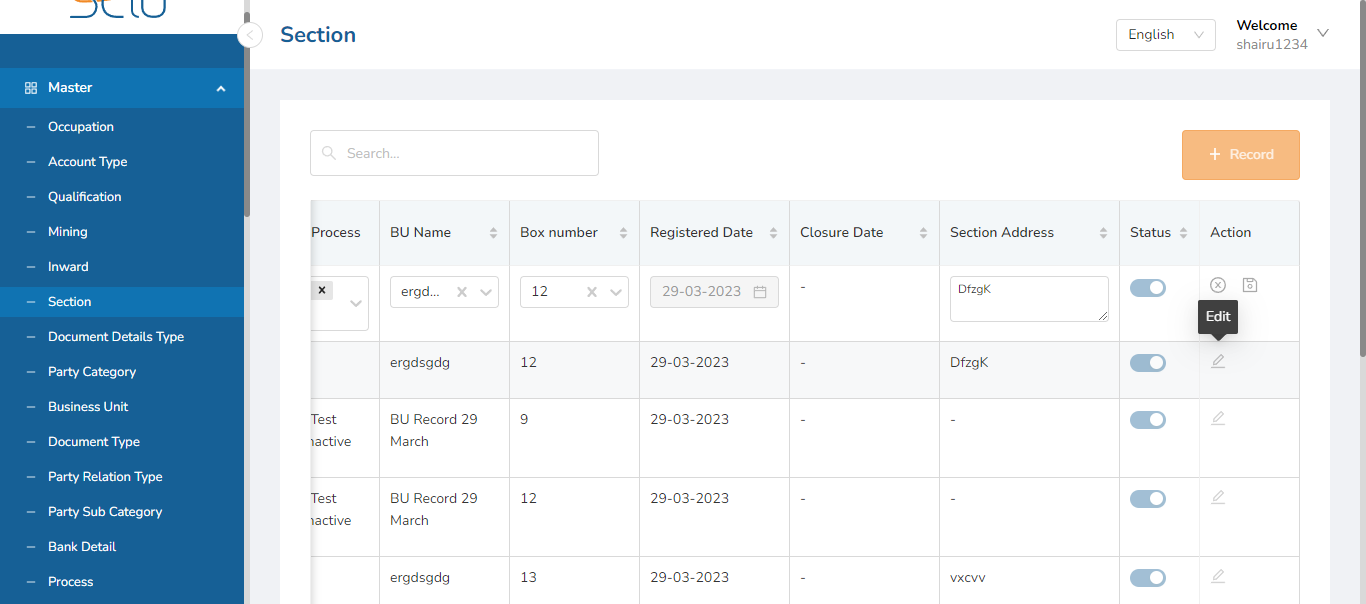 Section
English
Welcome
shairu1234
Master
Occupation
Account Type
Qualification
Mining
Inward
Section
Document Details Type
Party Category
Business Unit
Document Type
Party Relation Type
Party Sub Category
Bank Detail
Process
Search...
+ Record
Process BU Name Box number Registered Date Closure Date Section Address Status Action
ergd... 12 29-03-2023 - DfzgK
Edit
ergdsgdg 12 29-03-2023 - DfzgK
Test BU Record 29 9 29-03-2023 - -
nactive March
Test BU Record 29 12 29-03-2023 - -
nactive March
ergdsgdg 13 29-03-2023 - vxcvv